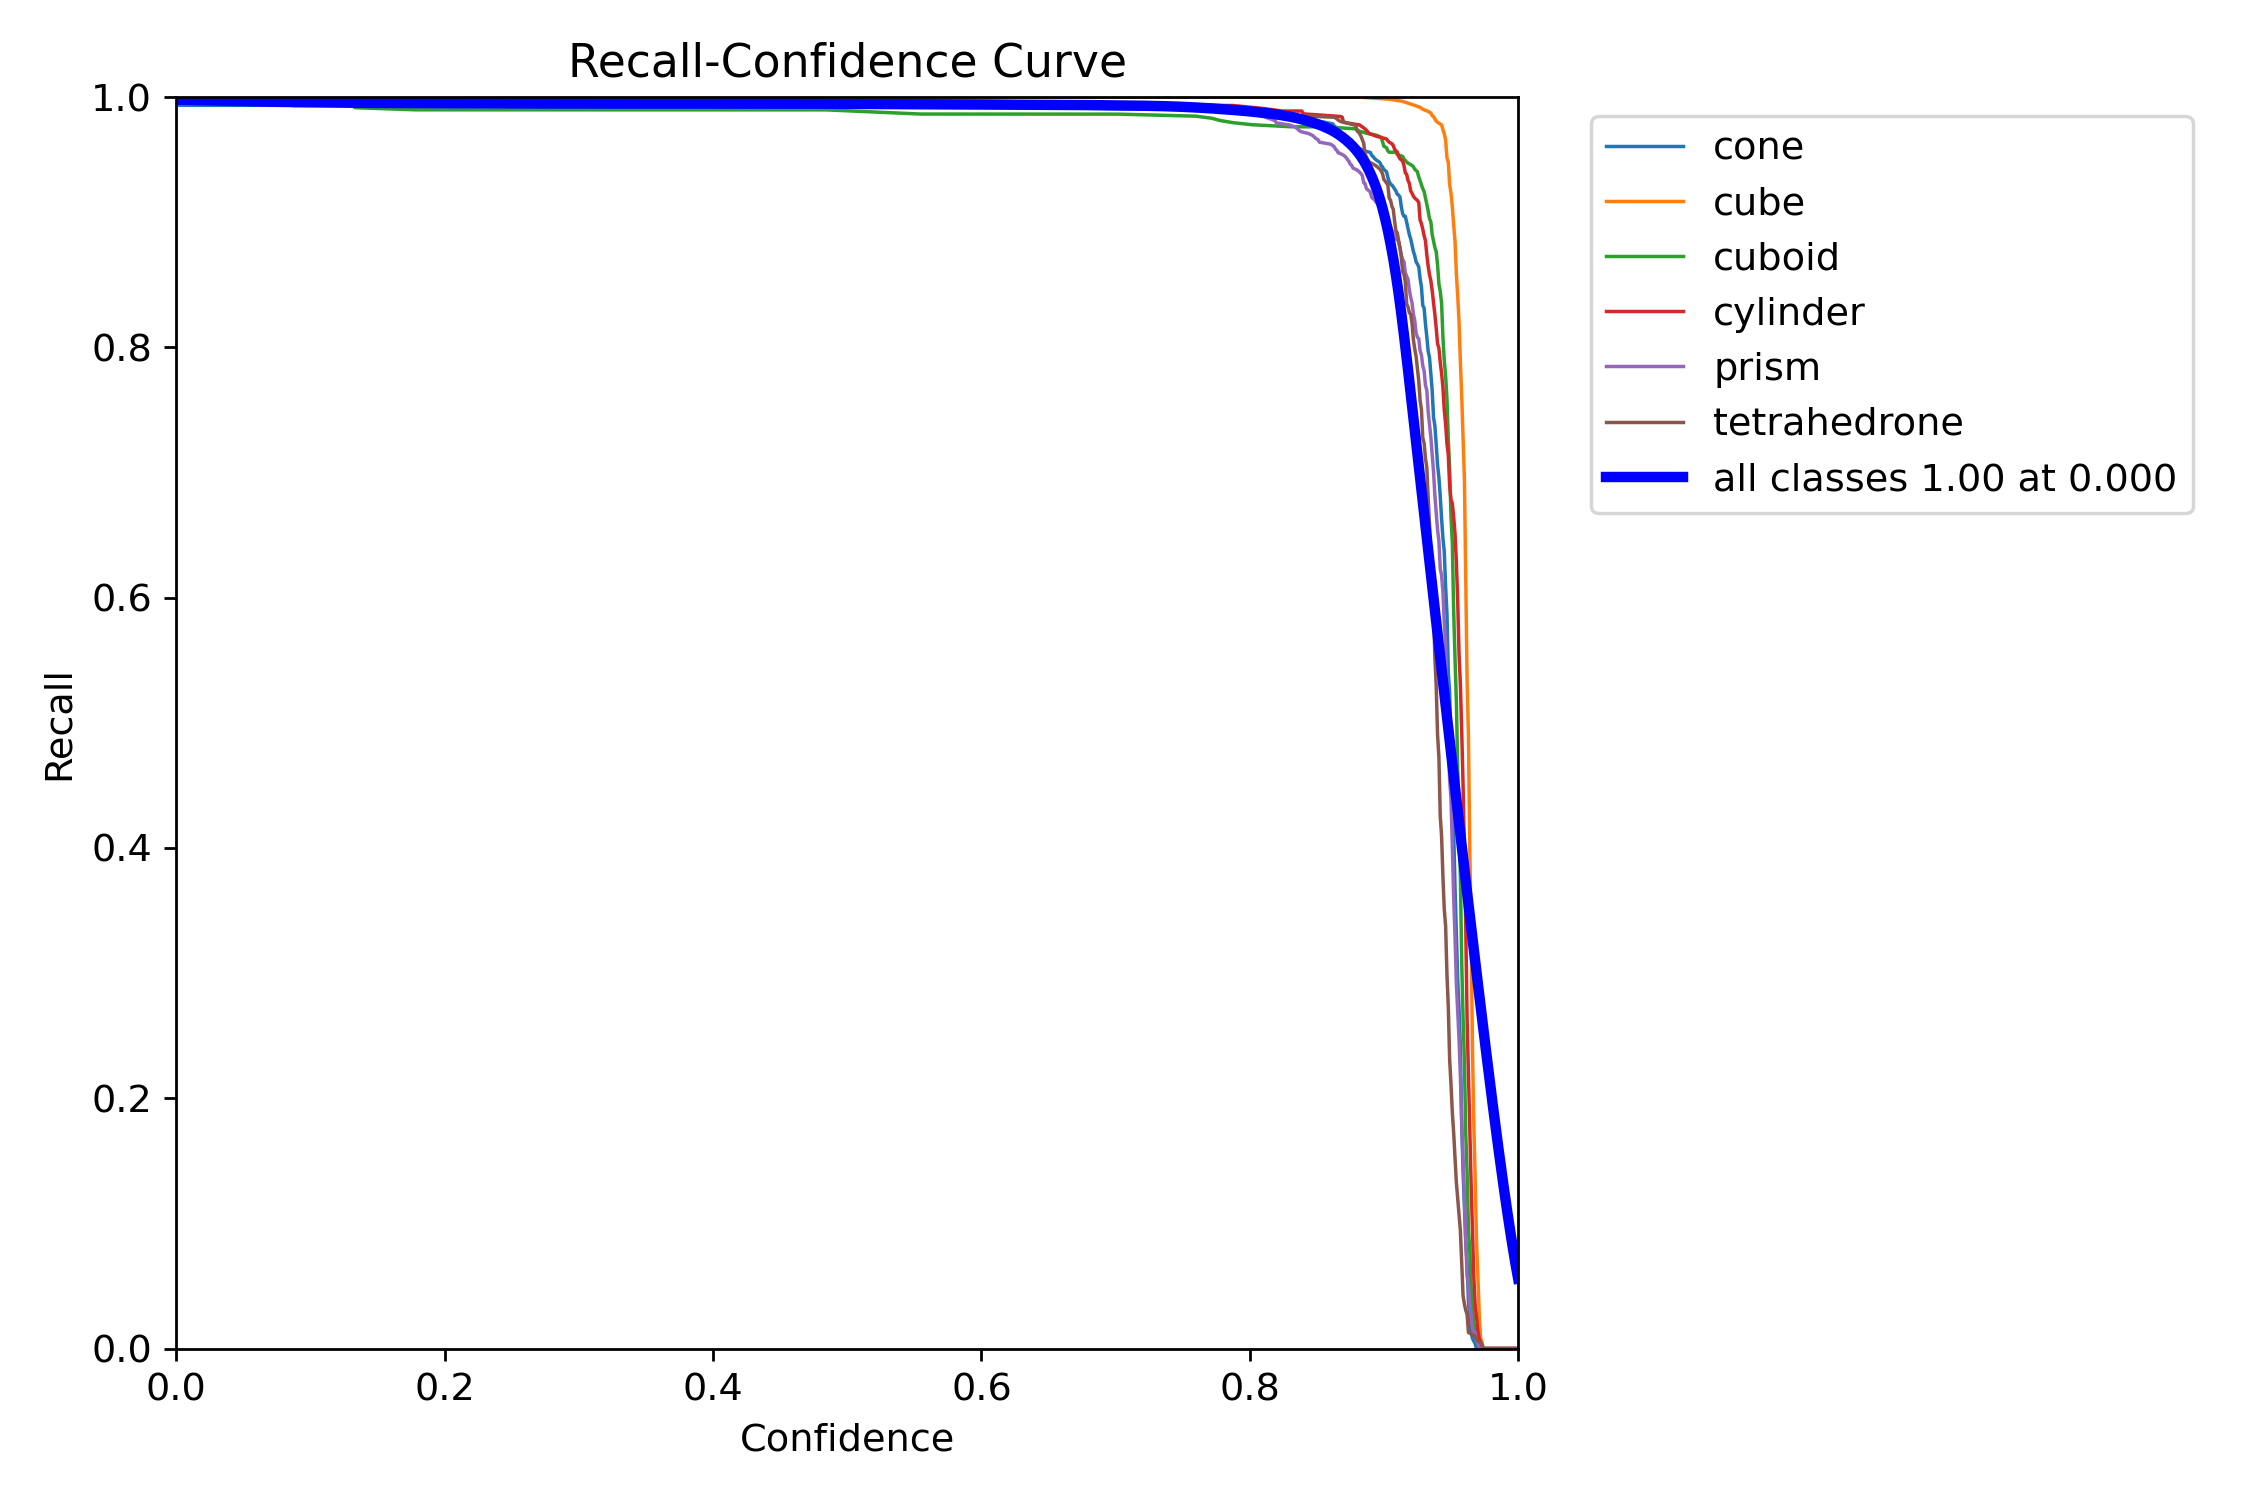 Recall-Confidence Curve
1.0
0.8
0.6
0.4
0.2
0.0
Recall
0.0 0.2 0.4 0.6 0.8 1.0
Confidence
cone
cube
cuboid
cylinder
prism
tetrahedrone
all classes 1.00 at 0.000